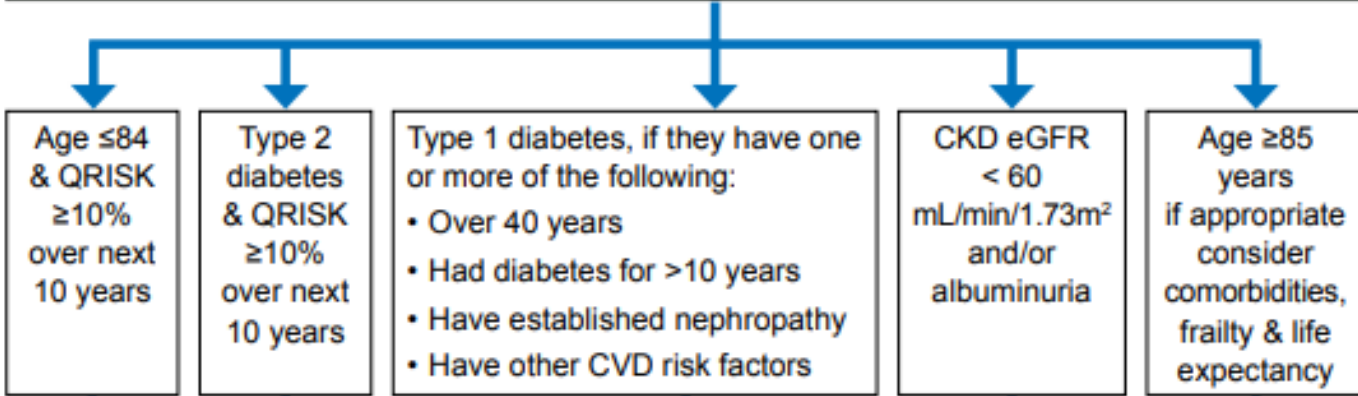 Age ≤84
& QRISK
≥10%
over next
10 years
Type 2
diabetes
& QRISK
≥10%
over next
10 years
Type 1 diabetes, if they have one
or more of the following:
• Over 40 years
• Had diabetes for >10 years
• Have established nephropathy
• Have other CVD risk factors
CKD eGFR
< 60
mL/min/1.73m²
and/or
albuminuria
Age ≥85
years
if appropriate
consider
comorbidities,
frailty & life
expectancy